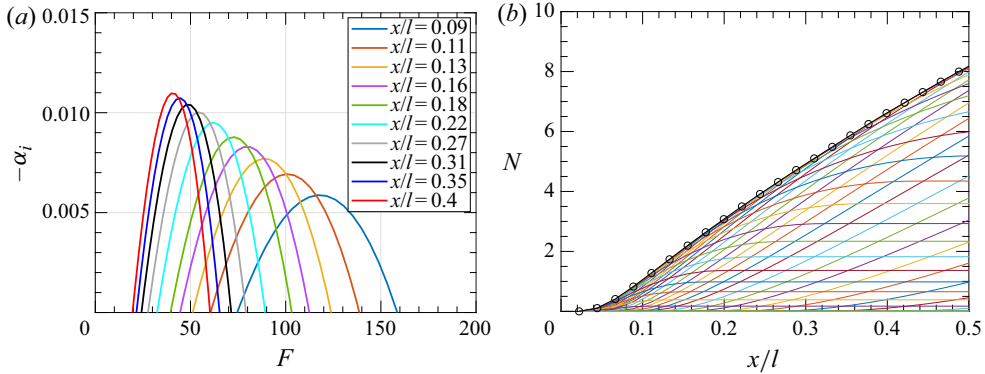 (a)
0.015
0.010
0.005
0
50
100
150
200
−αᵢ
F
x/l = 0.09
x/l = 0.11
x/l = 0.13
x/l = 0.16
x/l = 0.18
x/l = 0.22
x/l = 0.27
x/l = 0.31
x/l = 0.35
x/l = 0.4
(b)
10
8
6
4
2
0
0.1
0.2
0.3
0.4
0.5
N
x/l